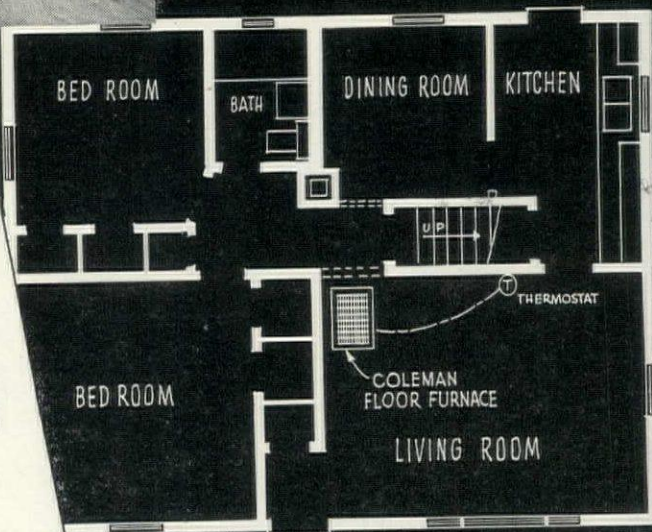 BED ROOM
BATH
DINING ROOM
KITCHEN
UP
T
THERMOSTAT
COLEMAN
FLOOR FURNACE
BED ROOM
LIVING ROOM